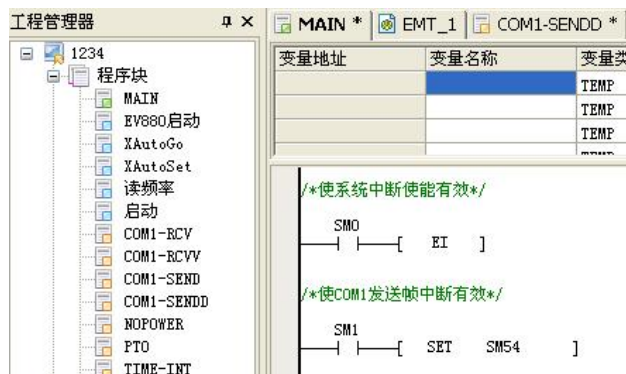 工程管理器
MAIN *
EMT_1
COM1-SENDD *
1234
程序块
MAIN
EV880启动
XAutoGo
XAutoSet
读频率
启动
COM1-RCV
COM1-RCVV
COM1-SEND
COM1-SENDD
NOPOWER
PTO
TIME-INT
变量地址 变量名称 变量类
TEMP
TEMP
TEMP
/*使系统中断使能有效*/
SM0
[ EI ]
/*使COM1发送帧中断有效*/
SM1
[ SET SM54 ]